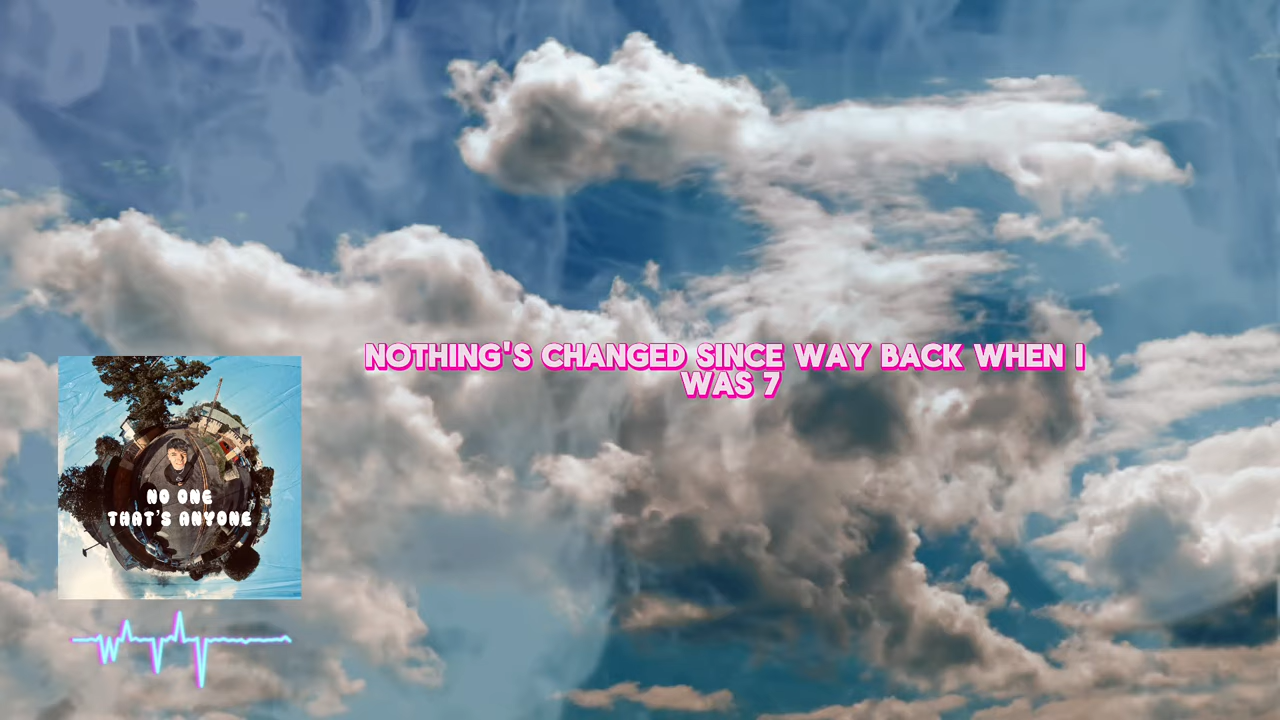 NOTHING'S CHANGED SINCE WAY BACK WHEN I
WAS 7
NO ONE
THAT'S ANYONE